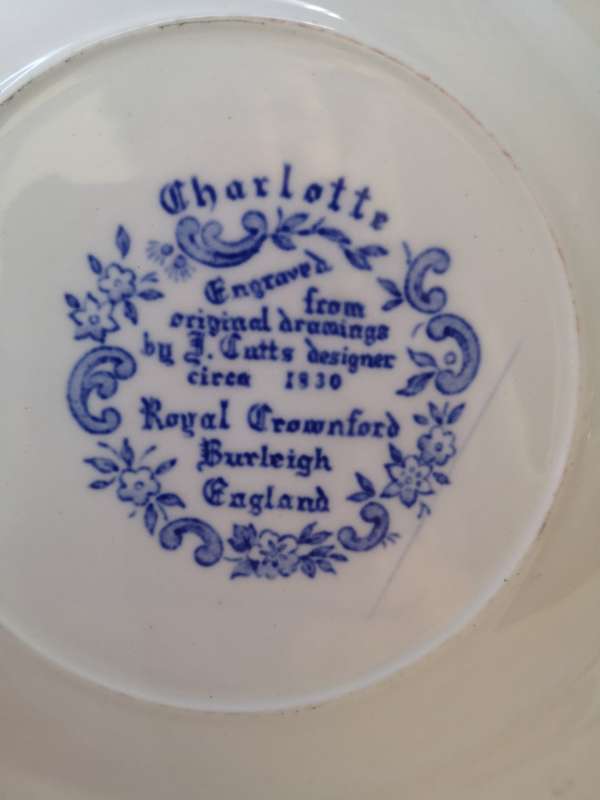 Charlotte
Engraved
from
original drawings
by J. Cutts designer
circa 1830
Royal Crownford
Burleigh
England